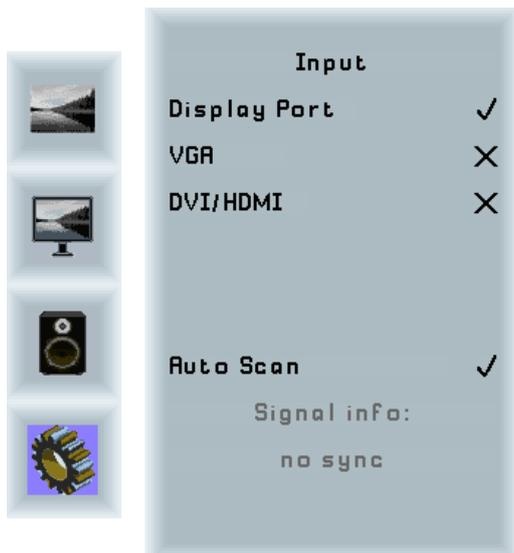 Input
Display Port ✓
VGA ✕
DVI/HDMI ✕
Auto Scan ✓
Signal info:
no sync